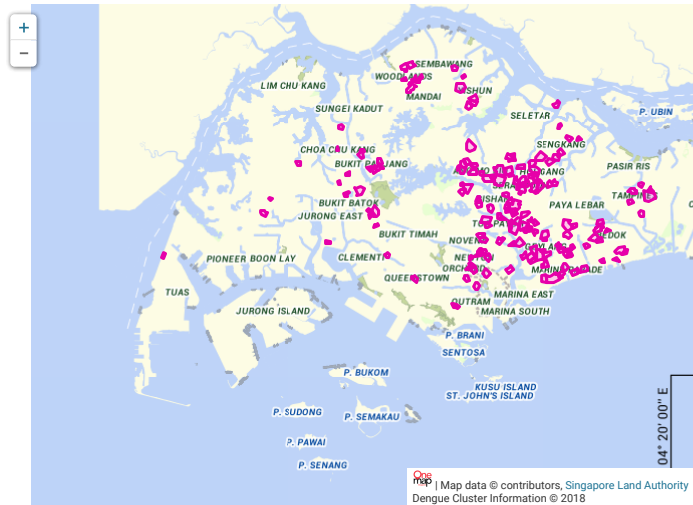 +
−
SEMBAWANG
WOODLANDS
LIM CHU KANG
MANDAI
SUNGEI KADUT
SELETAR
P. UBIN
SENGKANG
CHOA CHU KANG
PASIR RIS
PAYA LEBAR
BUKIT BATOK
JURONG EAST
BUKIT TIMAH
PIONEER
BOON LAY
CLEMENTI
QUEENSTOWN
TUAS
MARINA EAST
OUTRAM
JURONG ISLAND
MARINA SOUTH
P. BRANI
SENTOSA
P. BUKOM
KUSU ISLAND
ST. JOHN'S ISLAND
P. SUDONG
P. SEMAKAU
P. PAWAI
P. SENANG
04° 20' 00" E
One
map | Map data © contributors, Singapore Land Authority
Dengue Cluster Information © 2018